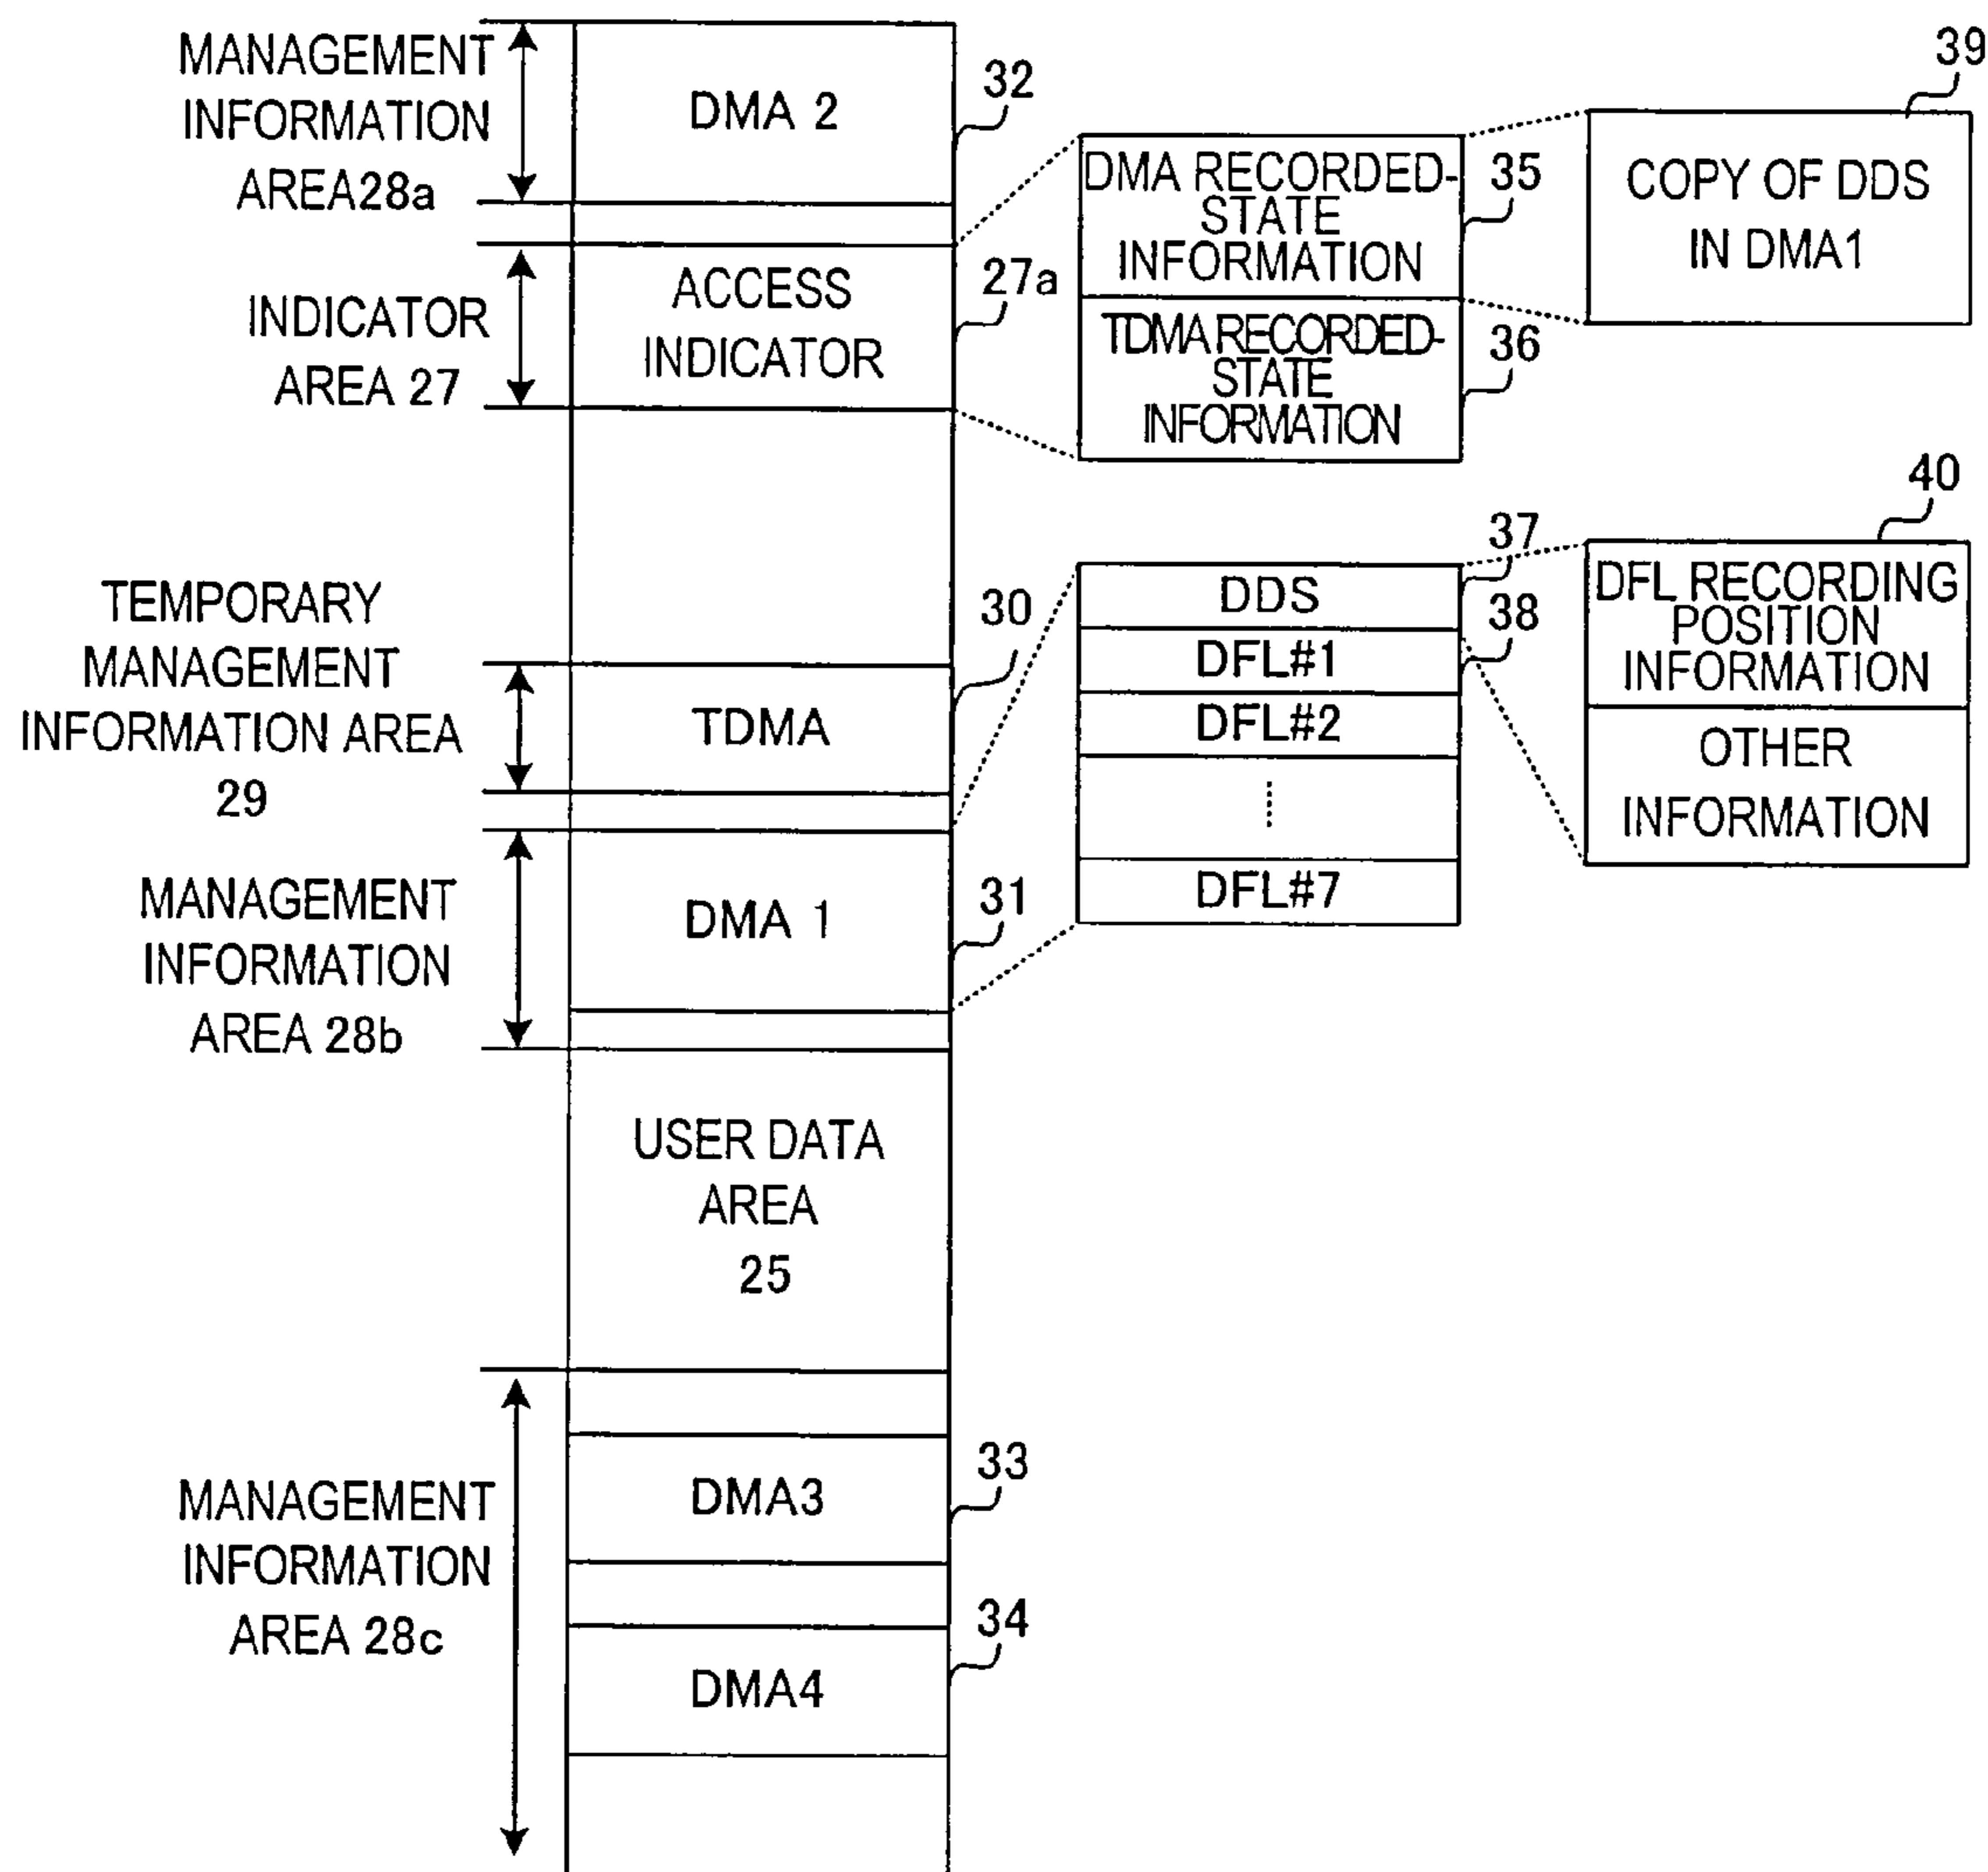 MANAGEMENT
INFORMATION
AREA28a
DMA 2
32
INDICATOR
AREA 27
ACCESS
INDICATOR
27a
DMA RECORDED-
STATE
INFORMATION
35
TDMA RECORDED-
STATE
INFORMATION
36
39
COPY OF DDS
IN DMA1
TEMPORARY
MANAGEMENT
INFORMATION AREA
29
TDMA
30
DDS
37
DFL#1
38
DFL#2
DFL#7
40
DFL RECORDING
POSITION
INFORMATION
OTHER
INFORMATION
MANAGEMENT
INFORMATION
AREA 28b
DMA 1
31
USER DATA
AREA
25
MANAGEMENT
INFORMATION
AREA 28c
DMA3
33
DMA4
34